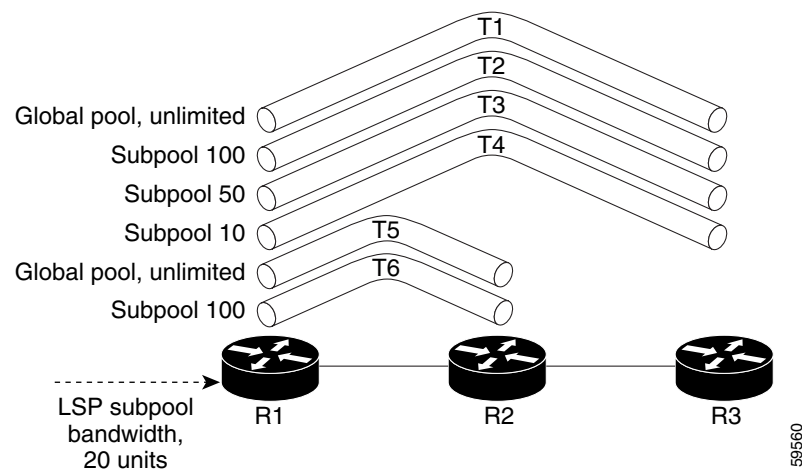 T1
T2
Global pool, unlimited
T3
Subpool 100
T4
Subpool 50
Subpool 10
T5
Global pool, unlimited
T6
Subpool 100
LSP subpool
bandwidth,
20 units
R1
R2
R3
59560